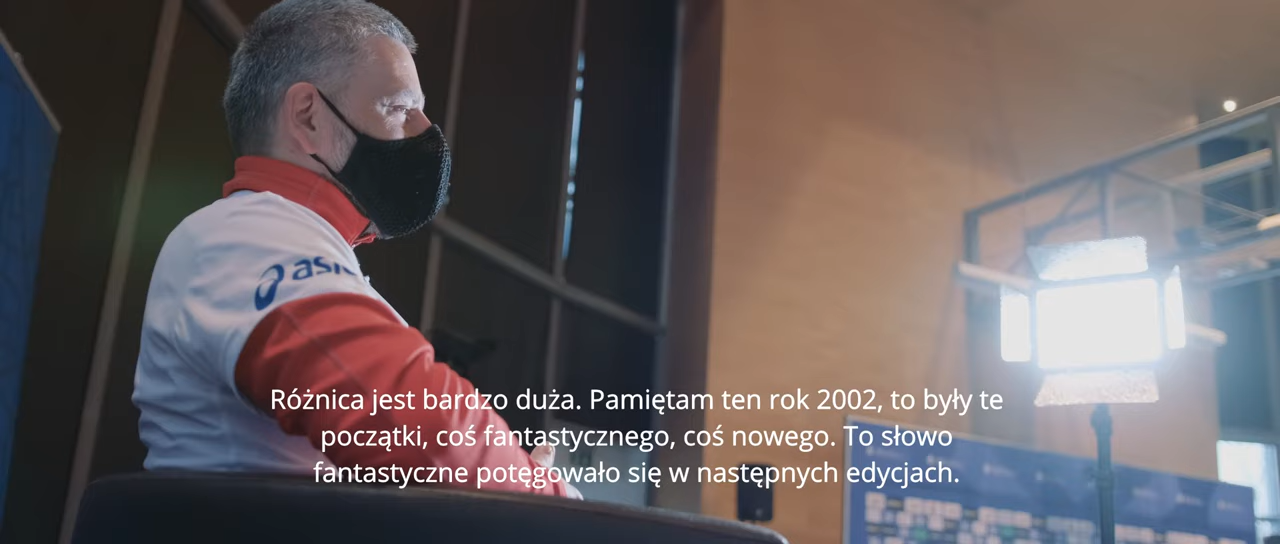 asic
Różnica jest bardzo duża. Pamiętam ten rok 2002, to były te
początki, coś fantastycznego, coś nowego. To słowo
fantastyczne potęgowało się w następnych edycjach.